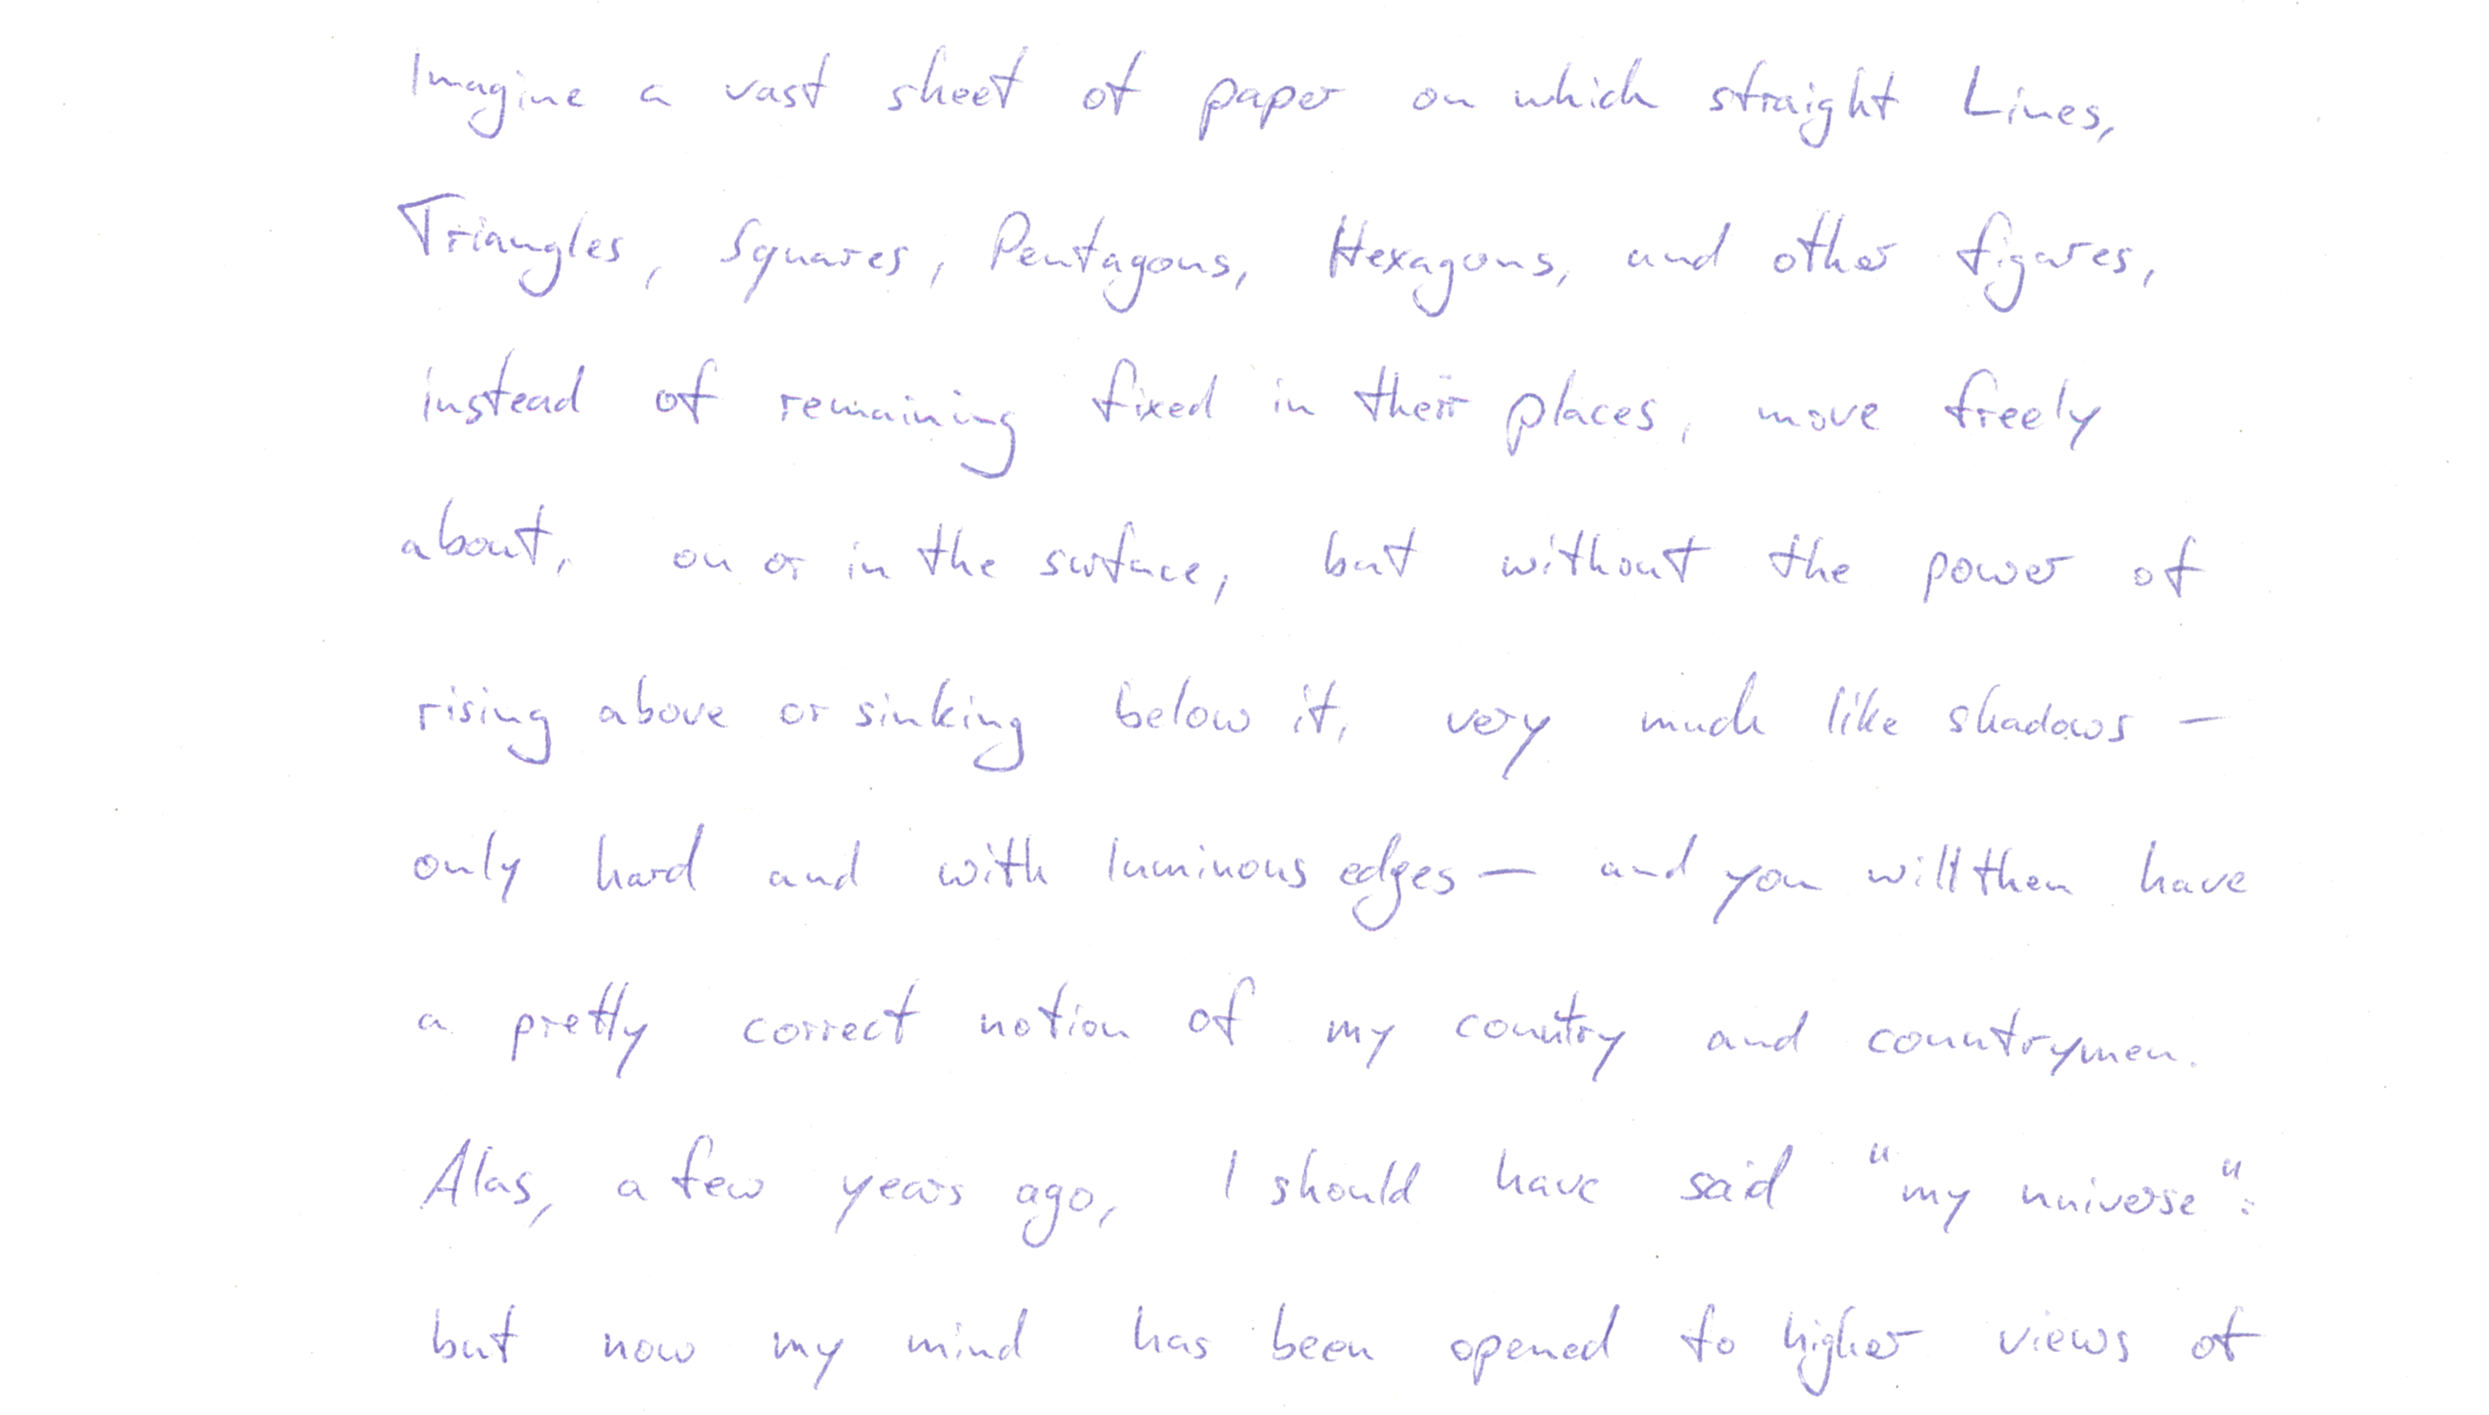 Imagine a vast sheet of paper on which straight Lines,
Triangles, Squares, Pentagons, Hexagons, and other figures,
instead of remaining fixed in their places, move freely
about, on or in the surface, but without the power of
rising above or sinking below it, very much like shadows –
only hard and with luminous edges – and you will then have
a pretty correct notion of my country and countrymen.
Alas, a few years ago, I should have said "my universe":
but now my mind has been opened to higher views of